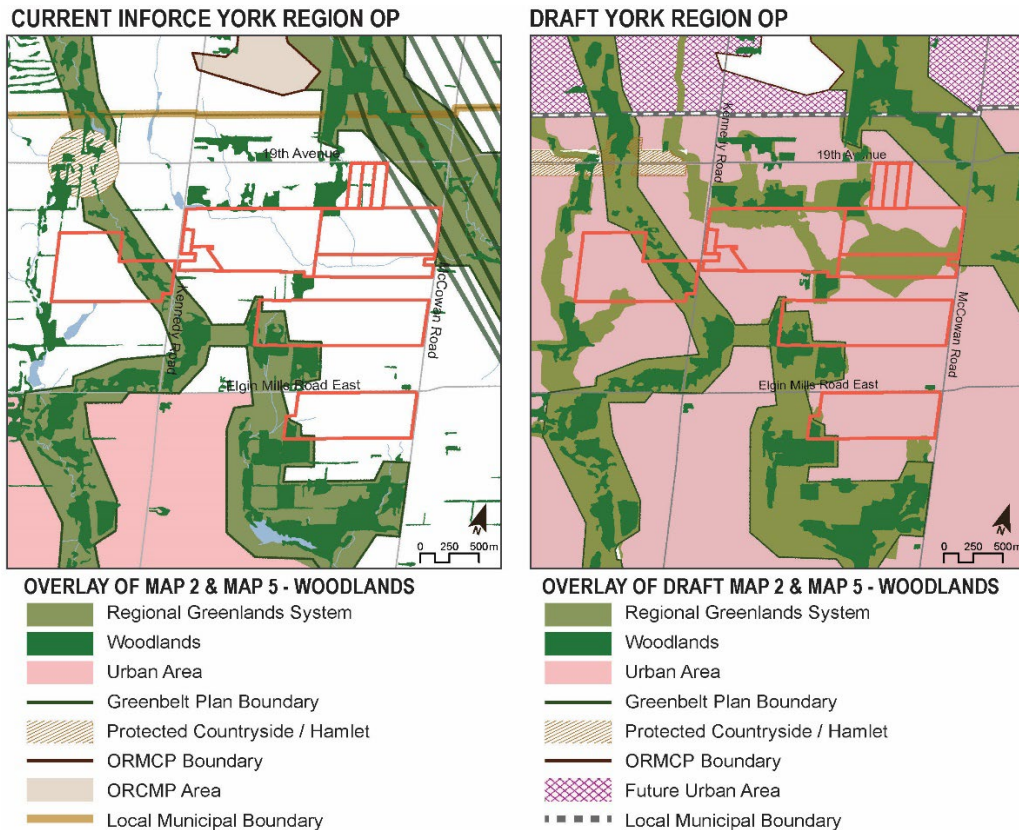 CURRENT INFORCE YORK REGION OP
19th Avenue
Kennedy Road
McCowan Road
Elgin Mills Road East
N
0 250 500m
OVERLAY OF MAP 2 & MAP 5 - WOODLANDS
Regional Greenlands System
Woodlands
Urban Area
Greenbelt Plan Boundary
Protected Countryside / Hamlet
ORMCP Boundary
ORCMP Area
Local Municipal Boundary
DRAFT YORK REGION OP
Kennedy Road
19th Avenue
McCowan Road
Elgin Mills Road East
N
0 250 500m
OVERLAY OF DRAFT MAP 2 & MAP 5 - WOODLANDS
Regional Greenlands System
Woodlands
Urban Area
Greenbelt Plan Boundary
Protected Countryside / Hamlet
ORMCP Boundary
Future Urban Area
Local Municipal Boundary